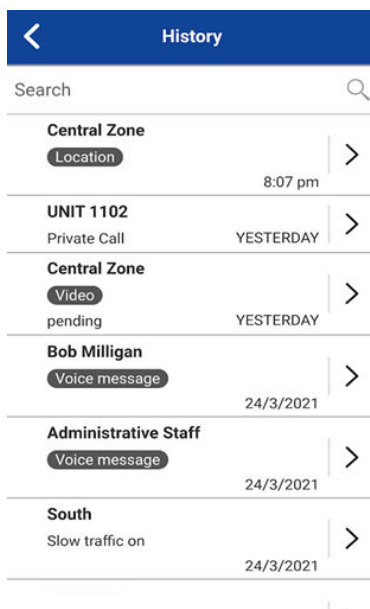 History
Search
Central Zone
Location
8:07 pm
UNIT 1102
Private Call YESTERDAY
Central Zone
Video
pending YESTERDAY
Bob Milligan
Voice message
24/3/2021
Administrative Staff
Voice message
24/3/2021
South
Slow traffic on
24/3/2021